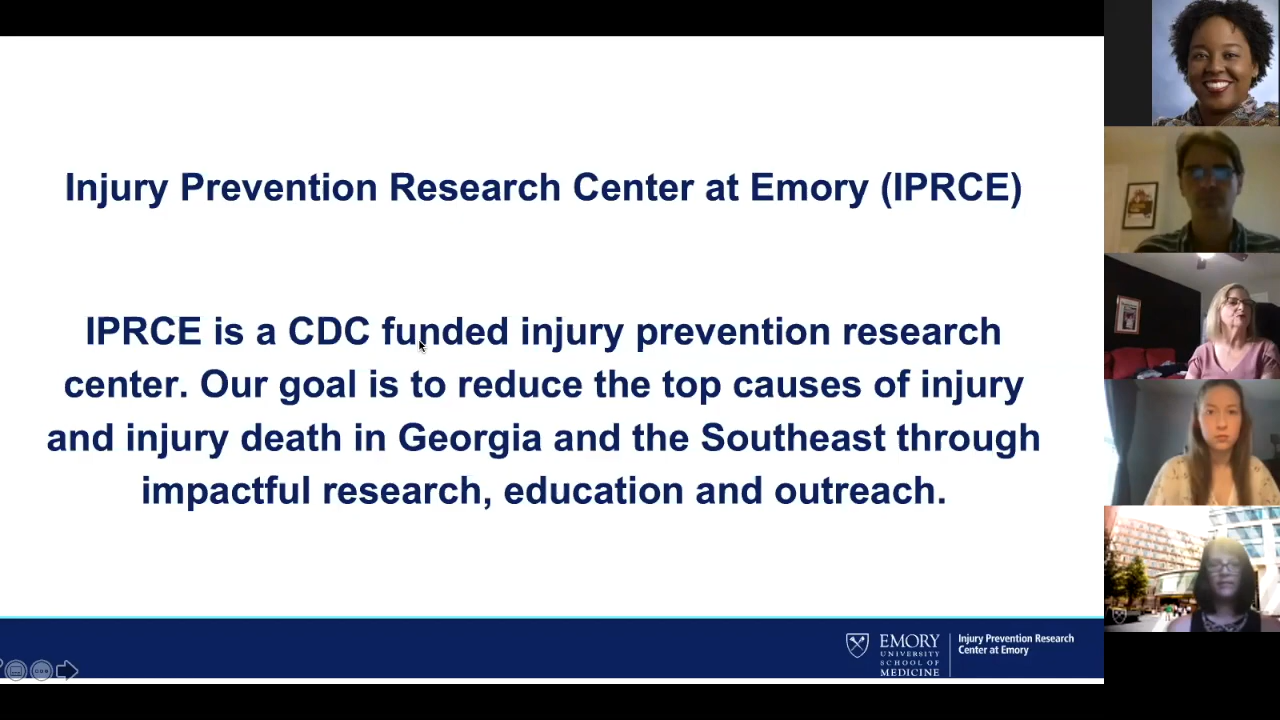 Injury Prevention Research Center at Emory (IPRCE)
IPRCE is a CDC funded injury prevention research
center. Our goal is to reduce the top causes of injury
and injury death in Georgia and the Southeast through
impactful research, education and outreach.
EMORY
UNIVERSITY
SCHOOL OF
MEDICINE
Injury Prevention Research
Center at Emory